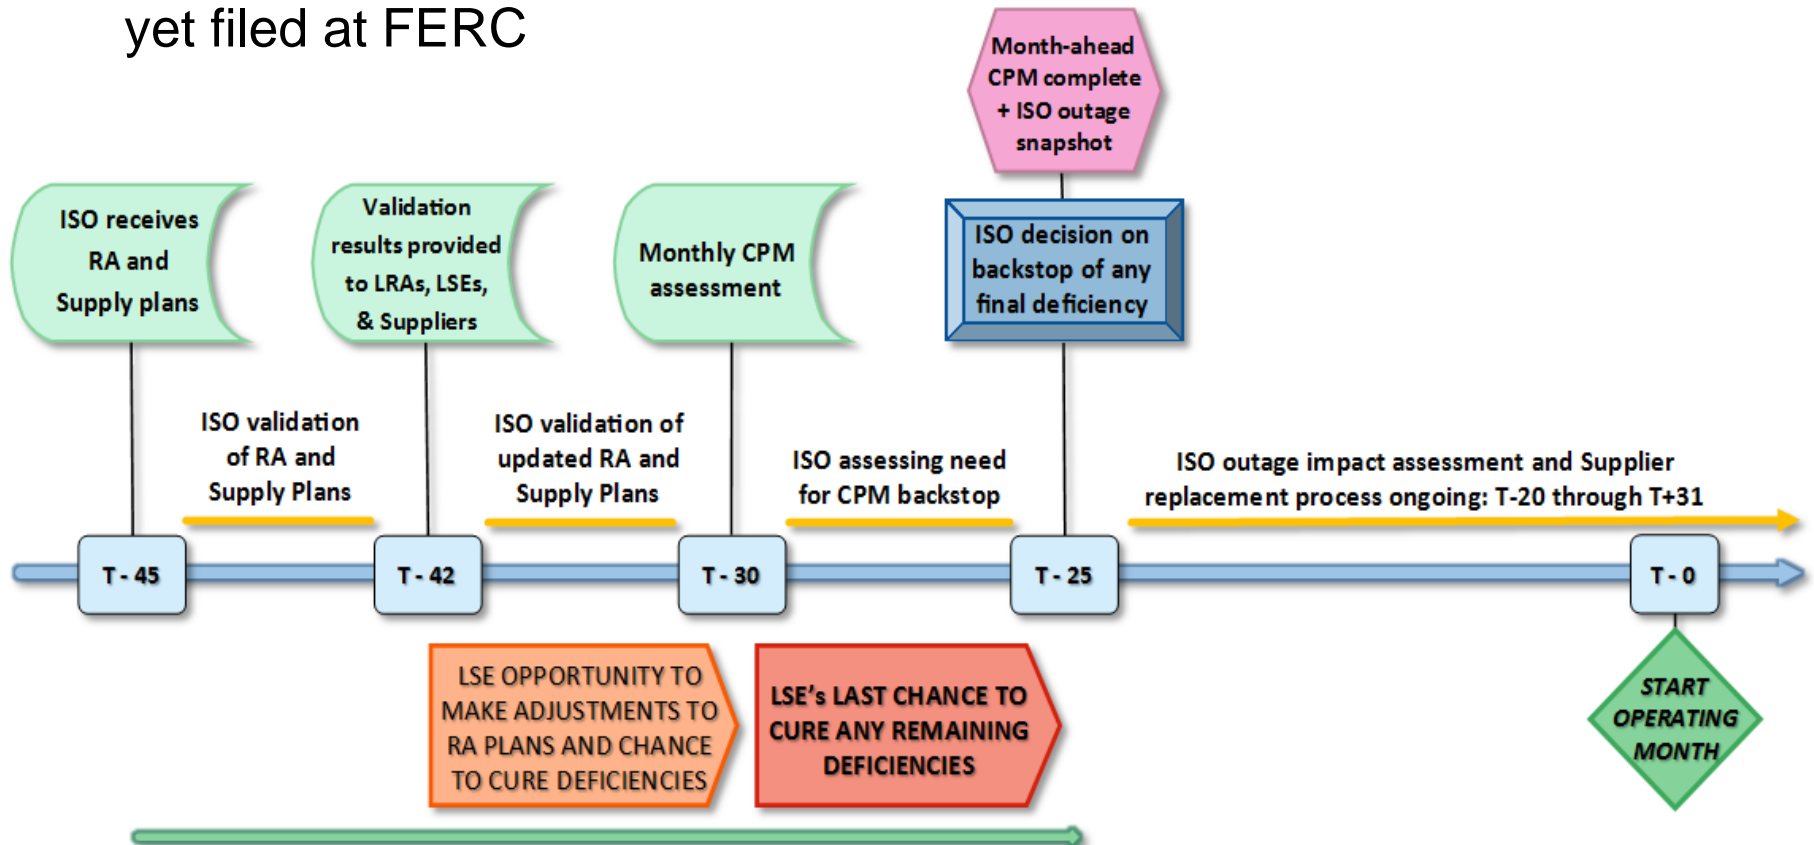 yet filed at FERC
Month-ahead
CPM complete
+ ISO outage
snapshot
ISO receives
RA and
Supply plans
Validation
results provided
to LRAs, LSEs,
& Suppliers
Monthly CPM
assessment
ISO decision on
backstop of any
final deficiency
ISO validation
of RA and
Supply Plans
ISO validation of
updated RA and
Supply Plans
ISO assessing need
for CPM backstop
ISO outage impact assessment and Supplier
replacement process ongoing: T-20 through T+31
T - 45
T - 42
T - 30
T - 25
T - 0
LSE OPPORTUNITY TO
MAKE ADJUSTMENTS TO
RA PLANS AND CHANCE
TO CURE DEFICIENCIES
LSE's LAST CHANCE TO
CURE ANY REMAINING
DEFICIENCIES
START
OPERATING
MONTH